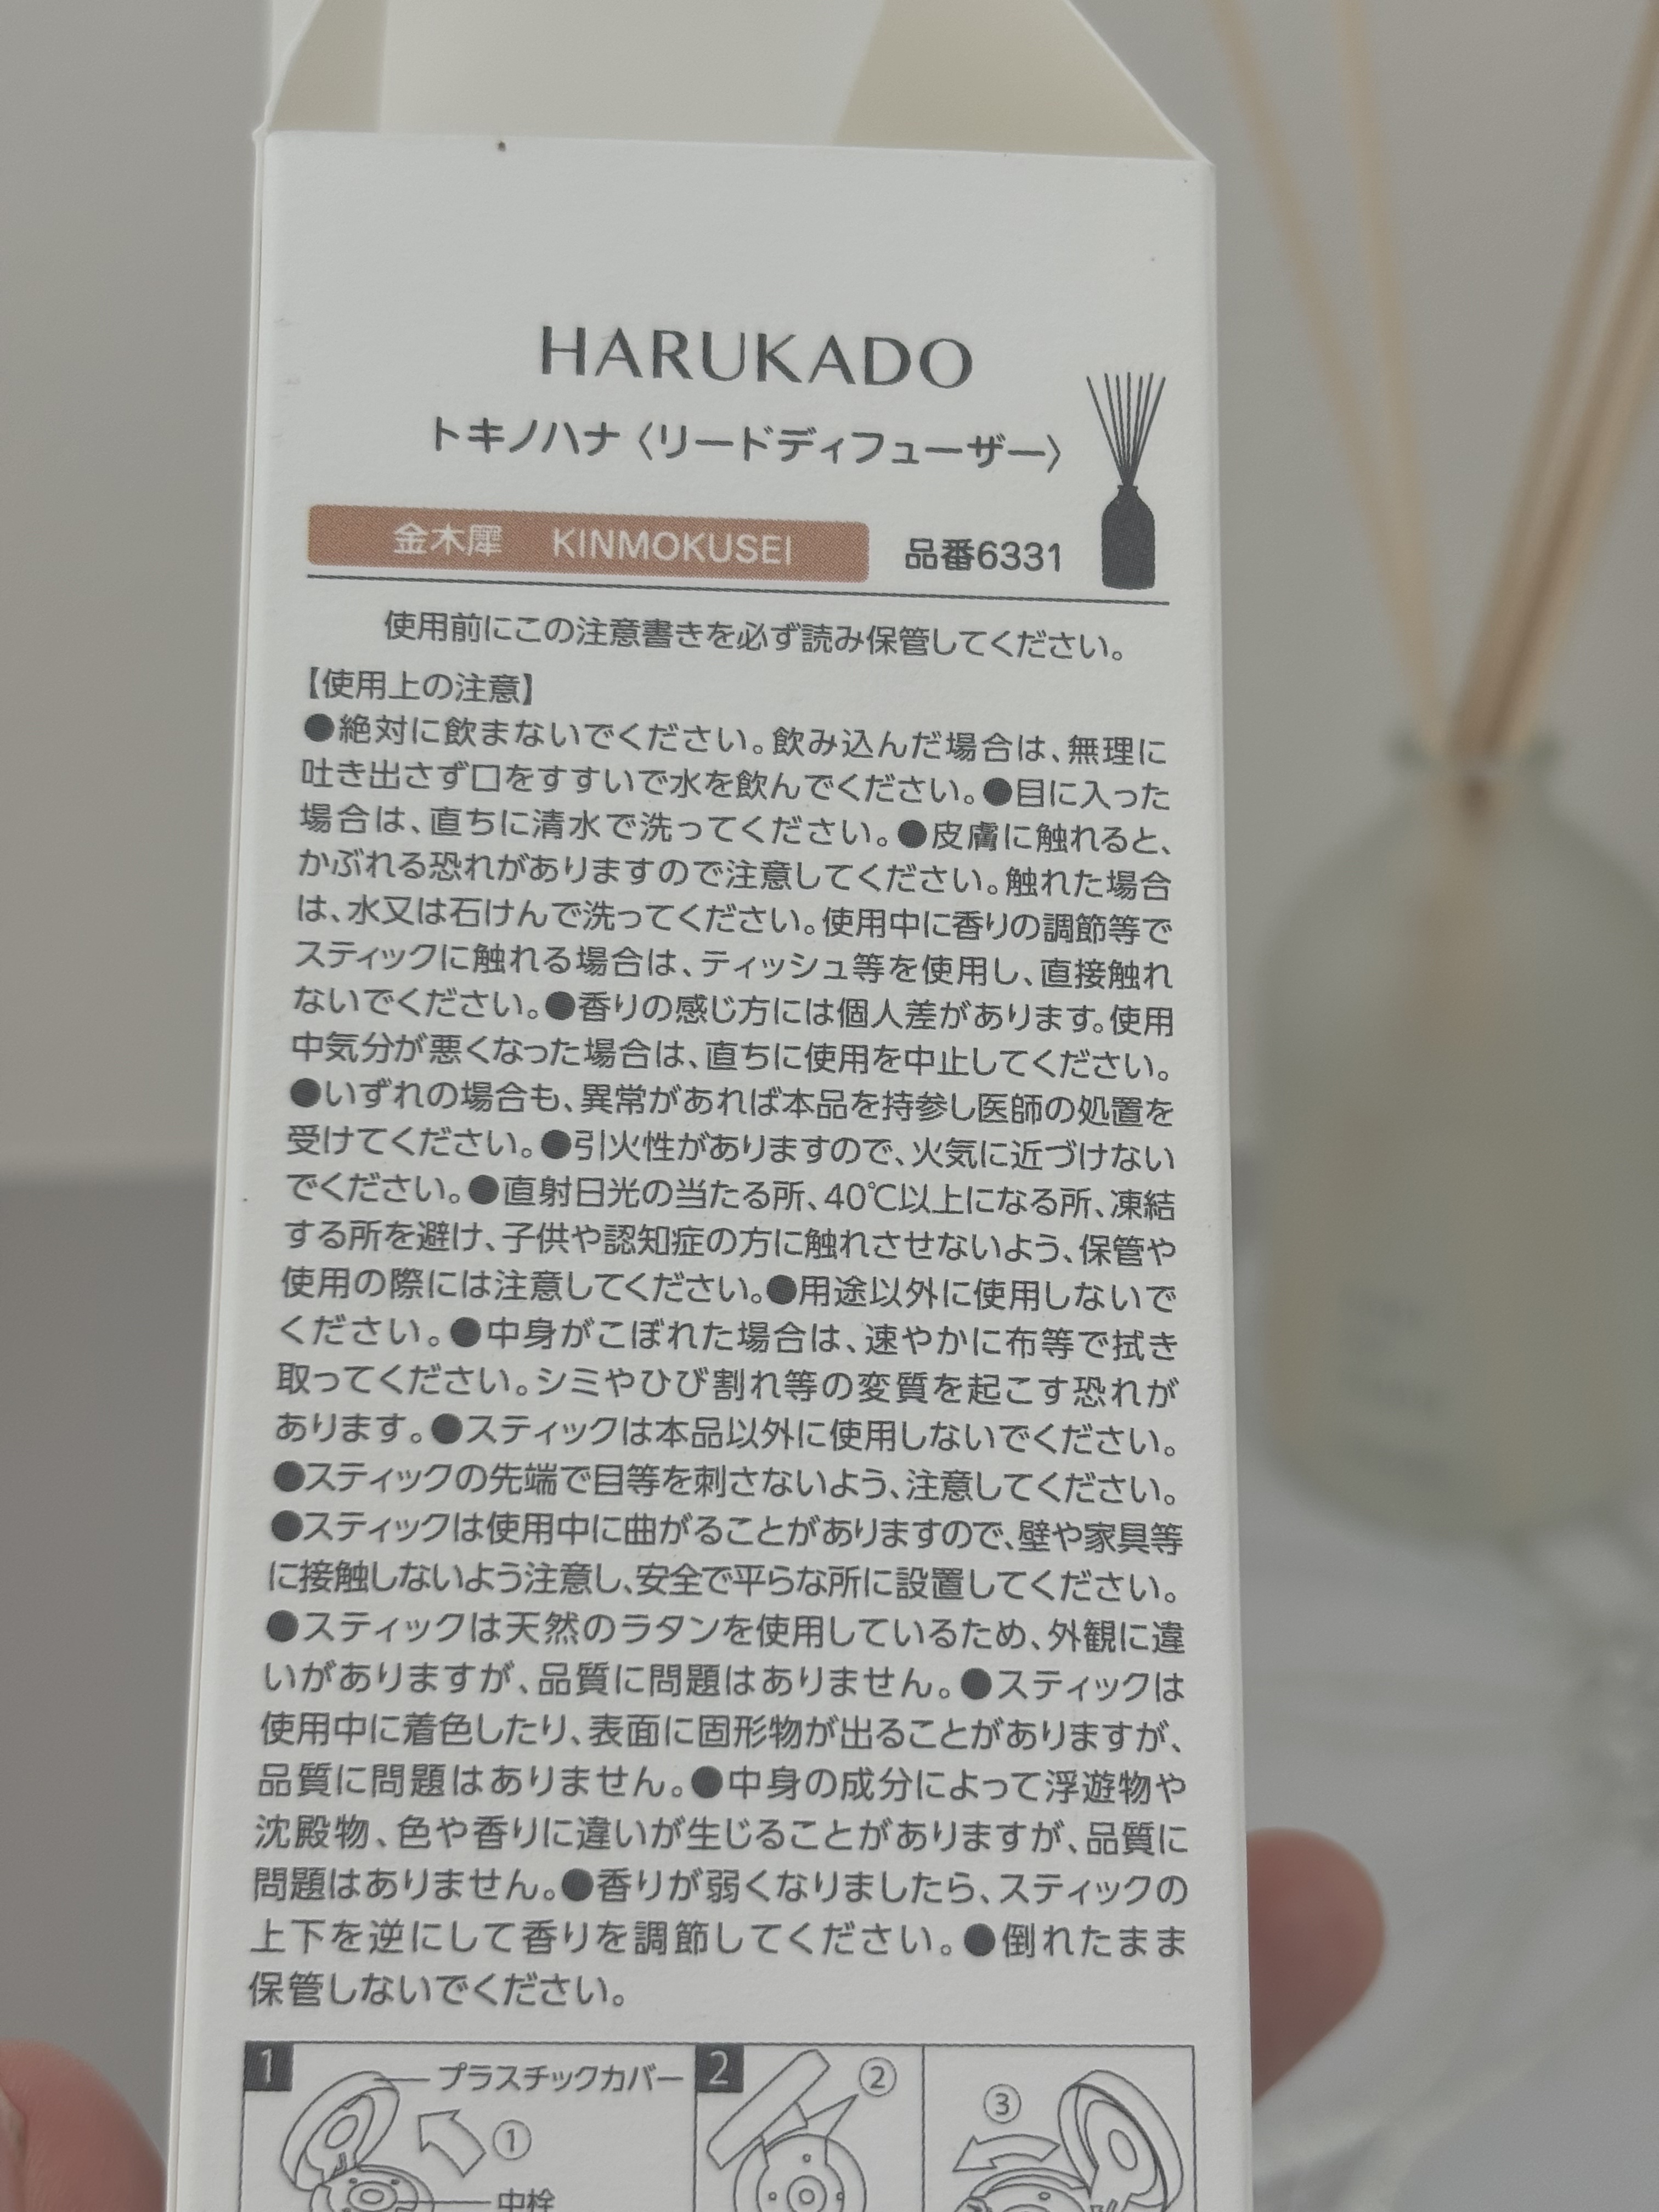 HARUKADO
トキノハナ〈リードディフューザー〉
金木犀 KINMOKUSEI 品番6331
使用前にこの注意書きを必ず読み保管してください。
【使用上の注意】
●絶対に飲まないでください。飲み込んだ場合は、無理に
吐き出さず口をすすいで水を飲んでください。●目に入った
場合は、直ちに清水で洗ってください。●皮膚に触れると、
かぶれる恐れがありますので注意してください。触れた場合
は、水又は石けんで洗ってください。使用中に香りの調節等で
スティックに触れる場合は、ティッシュ等を使用し、直接触れ
ないでください。●香りの感じ方には個人差があります。使用
中気分が悪くなった場合は、直ちに使用を中止してください。
●いずれの場合も、異常があれば本品を持参し医師の処置を
受けてください。●引火性がありますので、火気に近づけない
でください。●直射日光の当たる所、40℃以上になる所、凍結
する所を避け、子供や認知症の方に触れさせないよう、保管や
使用の際には注意してください。●用途以外に使用しないで
ください。●中身がこぼれた場合は、速やかに布等で拭き
取ってください。シミやひび割れ等の変質を起こす恐れが
あります。●スティックは本品以外に使用しないでください。
●スティックの先端で目等を刺さないよう、注意してください。
●スティックは使用中に曲がることがありますので、壁や家具等
に接触しないよう注意し、安全で平らな所に設置してください。
●スティックは天然のラタンを使用しているため、外観に違
いがありますが、品質に問題はありません。●スティックは
使用中に着色したり、表面に固形物が出ることがありますが、
品質に問題はありません。●中身の成分によって浮遊物や
沈殿物、色や香りに違いが生じることがありますが、品質に
問題はありません。●香りが弱くなりましたら、スティックの
上下を逆にして香りを調節してください。●倒れたまま
保管しないでください。
1 プラスチックカバー 2 ②
① ③
中栓